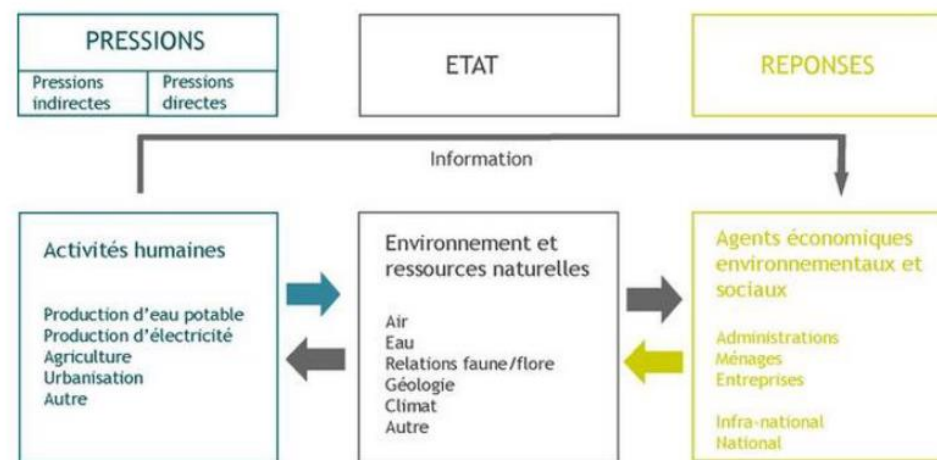 PRESSIONS
Pressions indirectes
Pressions directes
ETAT
REPONSES
Information
Activités humaines
Production d'eau potable
Production d'électricité
Agriculture
Urbanisation
Autre
Environnement et
ressources naturelles
Air
Eau
Relations faune/flore
Géologie
Climat
Autre
Agents économiques
environnementaux et
sociaux
Administrations
Ménages
Entreprises
Infra-national
National